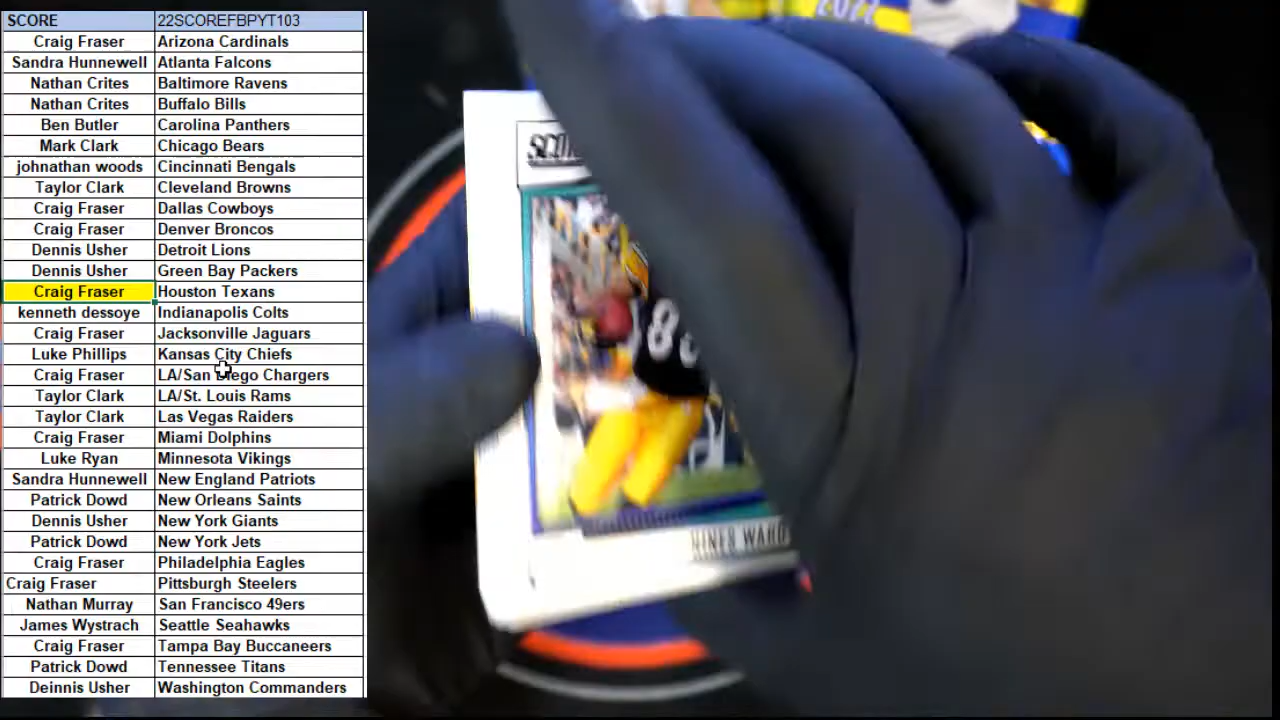 SCORE 22SCOREFBPYT103
Craig Fraser Arizona Cardinals
Sandra Hunnewell Atlanta Falcons
Nathan Crites Baltimore Ravens
Nathan Crites Buffalo Bills
Ben Butler Carolina Panthers
Mark Clark Chicago Bears
johnathan woods Cincinnati Bengals
Taylor Clark Cleveland Browns
Craig Fraser Dallas Cowboys
Craig Fraser Denver Broncos
Dennis Usher Detroit Lions
Dennis Usher Green Bay Packers
Craig Fraser Houston Texans
kenneth dessoye Indianapolis Colts
Craig Fraser Jacksonville Jaguars
Luke Phillips Kansas City Chiefs
Craig Fraser LA/San Diego Chargers
Taylor Clark LA/St. Louis Rams
Taylor Clark Las Vegas Raiders
Craig Fraser Miami Dolphins
Luke Ryan Minnesota Vikings
Sandra Hunnewell New England Patriots
Patrick Dowd New Orleans Saints
Dennis Usher New York Giants
Patrick Dowd New York Jets
Craig Fraser Philadelphia Eagles
Craig Fraser Pittsburgh Steelers
Nathan Murray San Francisco 49ers
James Wystrach Seattle Seahawks
Craig Fraser Tampa Bay Buccaneers
Patrick Dowd Tennessee Titans
Deinnis Usher Washington Commanders
2022
HINES WARD